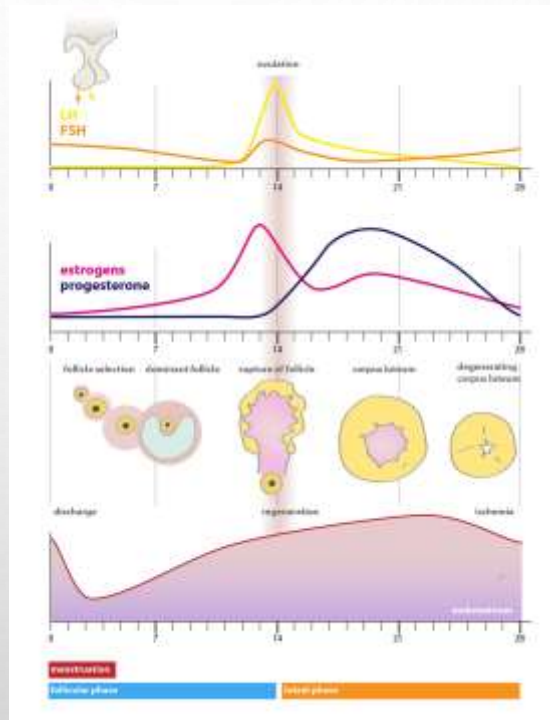 ovulation
LH
FSH
0 7 14 21 28
estrogens
progesterone
0 7 14 21 28
follicle selection dominant follicle rupture of follicle corpus luteum degenerating
corpus luteum
discharge regeneration ischemia
endometrium
0 7 14 21 28
menstruation
follicular phase luteal phase